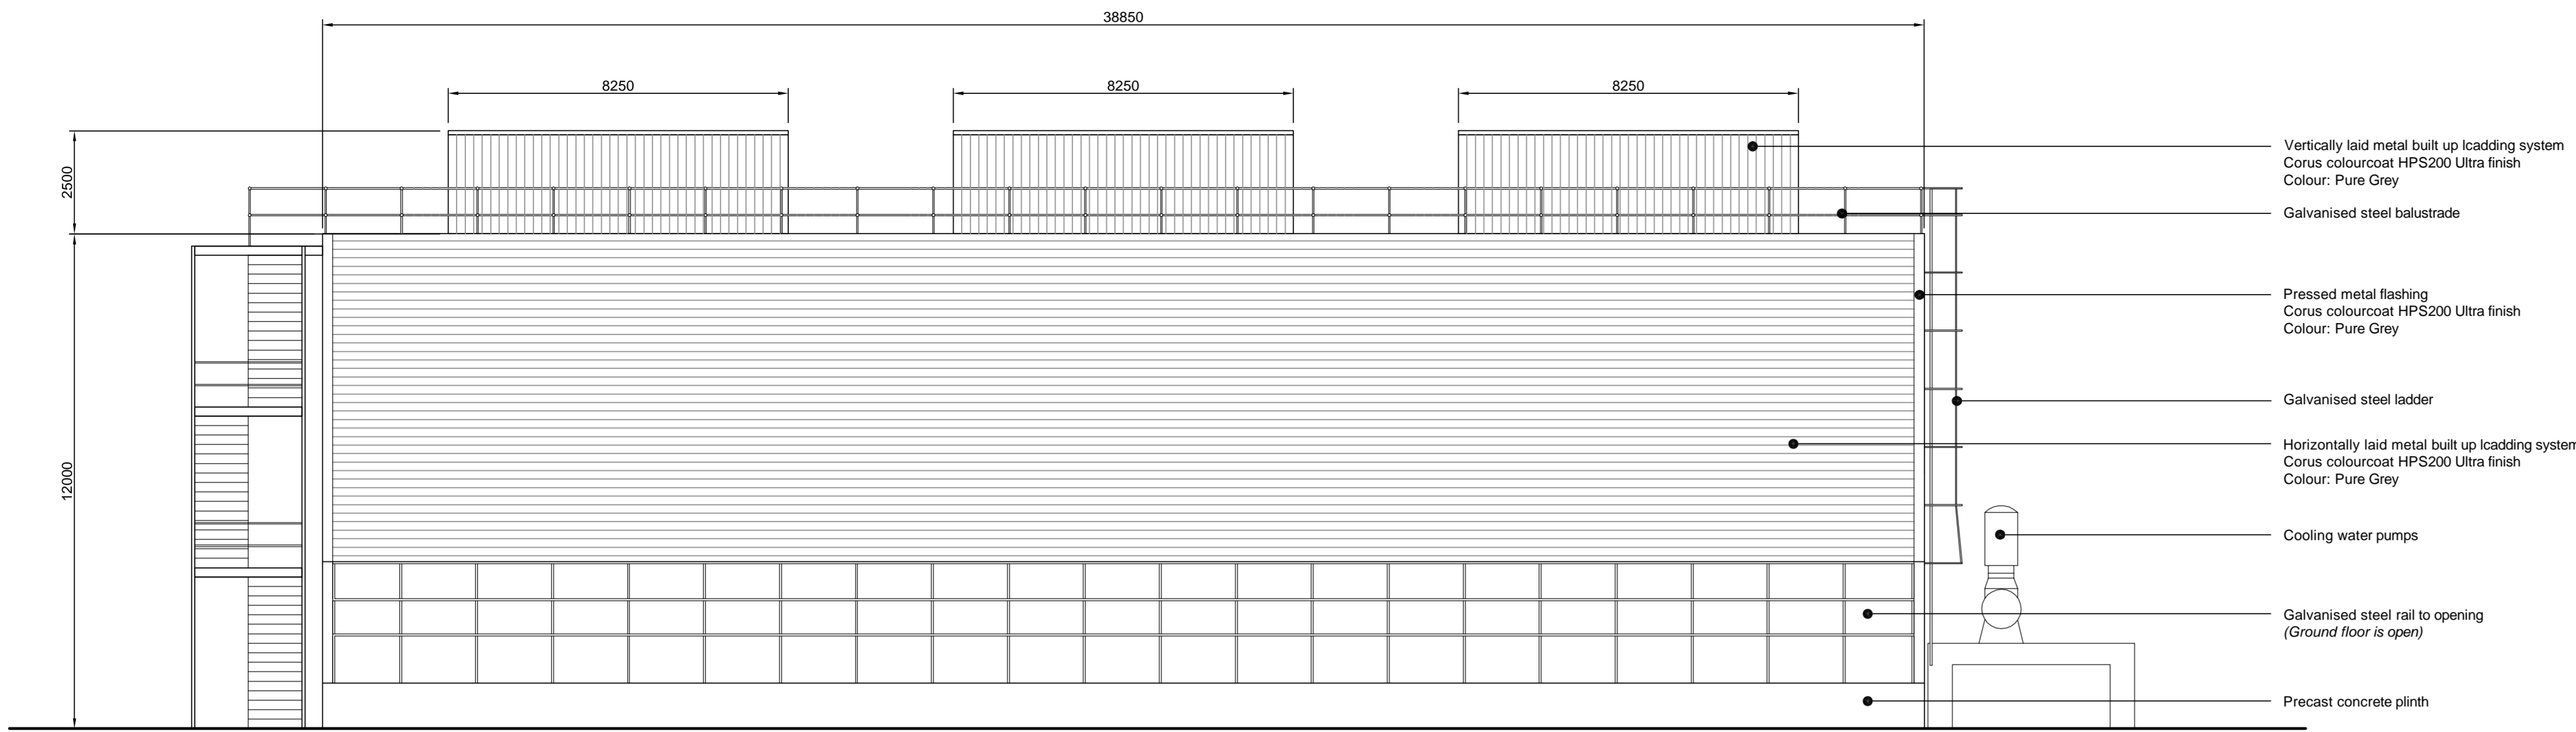 38850
8250
8250
8250
2500
12000
Vertically laid metal built up lcadding system
Corus colourcoat HPS200 Ultra finish
Colour: Pure Grey
Galvanised steel balustrade
Pressed metal flashing
Corus colourcoat HPS200 Ultra finish
Colour: Pure Grey
Galvanised steel ladder
Horizontally laid metal built up lcadding system
Corus colourcoat HPS200 Ultra finish
Colour: Pure Grey
Cooling water pumps
Galvanised steel rail to opening
(Ground floor is open)
Precast concrete plinth